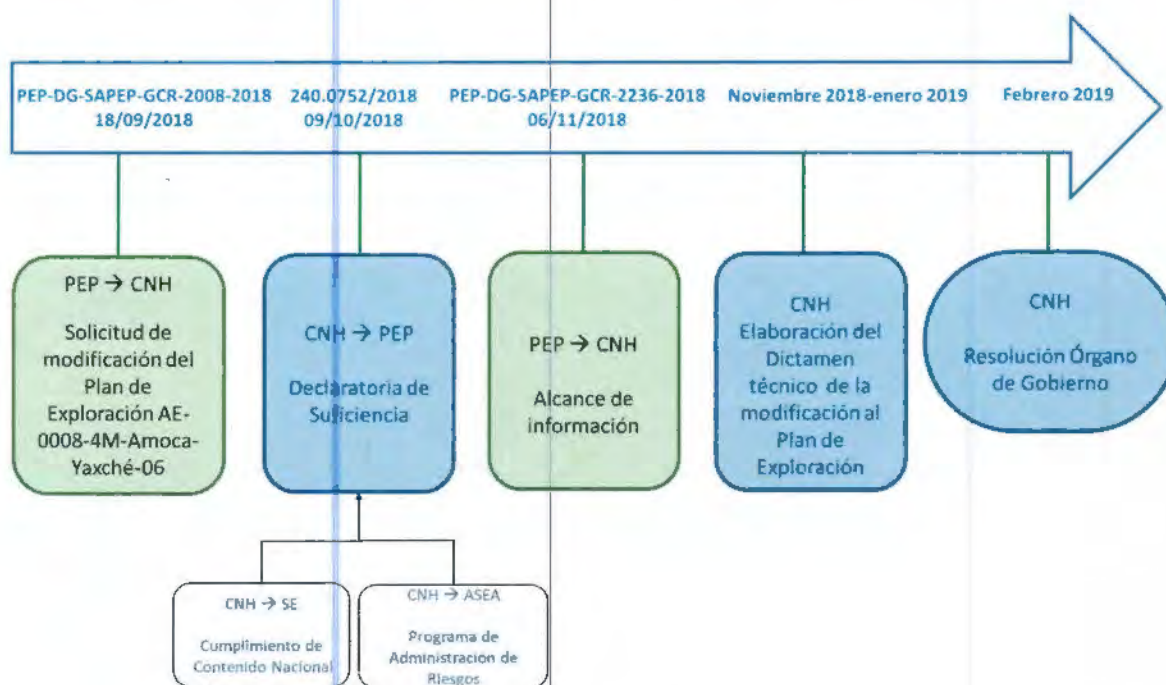 PEP-DG-SAPEP-GCR-2008-2018
18/09/2018
240.0752/2018
09/10/2018
PEP-DG-SAPEP-GCR-2236-2018
06/11/2018
Noviembre 2018-enero 2019
Febrero 2019
PEP → CNH
Solicitud de
modificación del
Plan de
Exploración AE-
0008-4M-Amoca-
Yaxché-06
CNH → PEP
Declaratoria de
Suficiencia
PEP → CNH
Alcance de
información
CNH
Elaboración del
Dictamen
técnico de la
modificación al
Plan de
Exploración
CNH
Resolución Órgano
de Gobierno
CNH → SE
Cumplimiento de
Contenido Nacional
CNH → ASEA
Programa de
Administración de
Riesgos